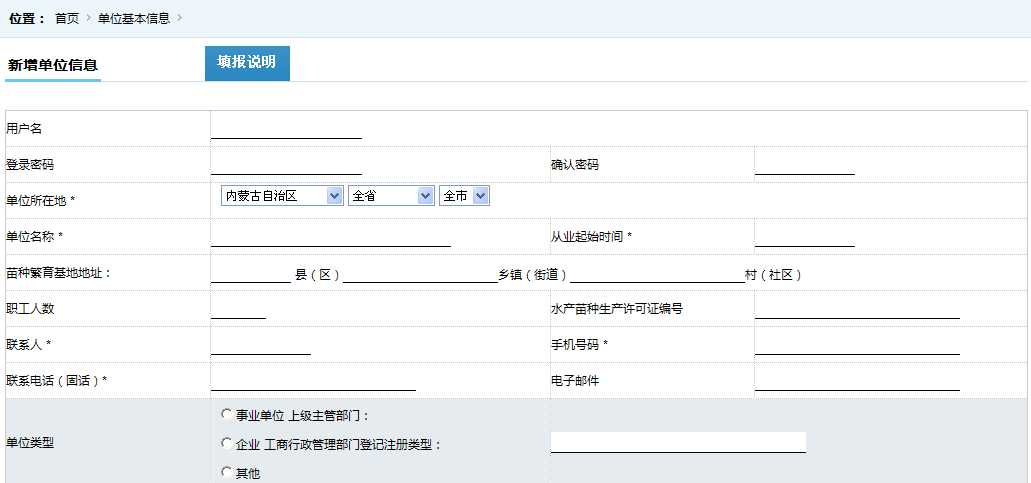 位置： 首页 > 单位基本信息 >
新增单位信息 填报说明
用户名
登录密码 确认密码
单位所在地 * 内蒙古自治区 全省 全市
单位名称 * 从业起始时间 *
苗种繁育基地地址： 县（区） 乡镇（街道） 村（社区）
职工人数 水产苗种生产许可证编号
联系人 * 手机号码 *
联系电话（固话）* 电子邮件
事业单位 上级主管部门：
单位类型
企业 工商行政管理部门登记注册类型：
其他